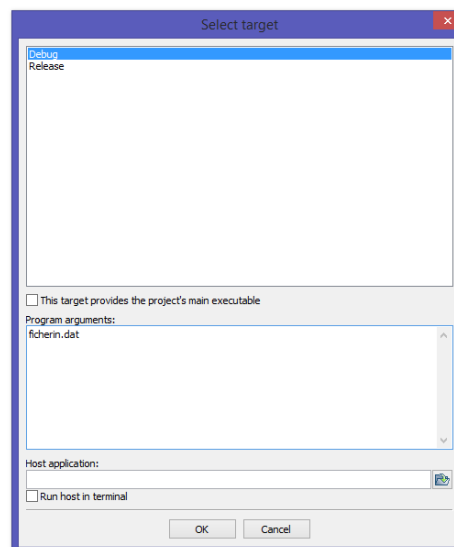 Select target
Debug
Release
This target provides the project's main executable
Program arguments:
ficherin.dat
Host application:
Run host in terminal
OK Cancel